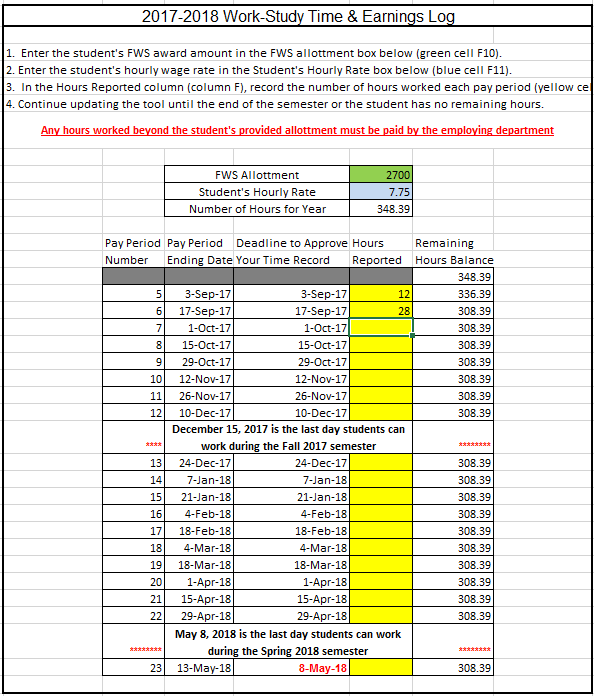 2017-2018 Work-Study Time & Earnings Log
1. Enter the student's FWS award amount in the FWS allottment box below (green cell F10).
2. Enter the student's hourly wage rate in the Student's Hourly Rate box below (blue cell F11).
3. In the Hours Reported column (column F), record the number of hours worked each pay period (yellow cel
4. Continue updating the tool until the end of the semester or the student has no remaining hours.
Any hours worked beyond the student's provided allottment must be paid by the employing department
FWS Allottment 2700
Student's Hourly Rate 7.75
Number of Hours for Year 348.39
Pay Period Pay Period Deadline to Approve Hours Remaining
Number Ending Date Your Time Record Reported Hours Balance
348.39
5 3-Sep-17 3-Sep-17 12 336.39
6 17-Sep-17 17-Sep-17 28 308.39
7 1-Oct-17 1-Oct-17 308.39
8 15-Oct-17 15-Oct-17 308.39
9 29-Oct-17 29-Oct-17 308.39
10 12-Nov-17 12-Nov-17 308.39
11 26-Nov-17 26-Nov-17 308.39
12 10-Dec-17 10-Dec-17 308.39
December 15, 2017 is the last day students can
**** work during the Fall 2017 semester ********
13 24-Dec-17 24-Dec-17 308.39
14 7-Jan-18 7-Jan-18 308.39
15 21-Jan-18 21-Jan-18 308.39
16 4-Feb-18 4-Feb-18 308.39
17 18-Feb-18 18-Feb-18 308.39
18 4-Mar-18 4-Mar-18 308.39
19 18-Mar-18 18-Mar-18 308.39
20 1-Apr-18 1-Apr-18 308.39
21 15-Apr-18 15-Apr-18 308.39
22 29-Apr-18 29-Apr-18 308.39
May 8, 2018 is the last day students can work
******** during the Spring 2018 semester ********
23 13-May-18 8-May-18 308.39